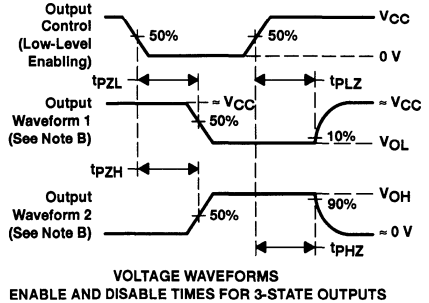 Output
Control
(Low-Level
Enabling)
50%
50%
VCC
0 V
tPZL
tPLZ
Output
Waveform 1
(See Note B)
≈ VCC
50%
≈ VCC
10%
VOL
tPZH
Output
Waveform 2
(See Note B)
50%
VOH
90%
≈ 0 V
tPHZ
VOLTAGE WAVEFORMS
ENABLE AND DISABLE TIMES FOR 3-STATE OUTPUTS